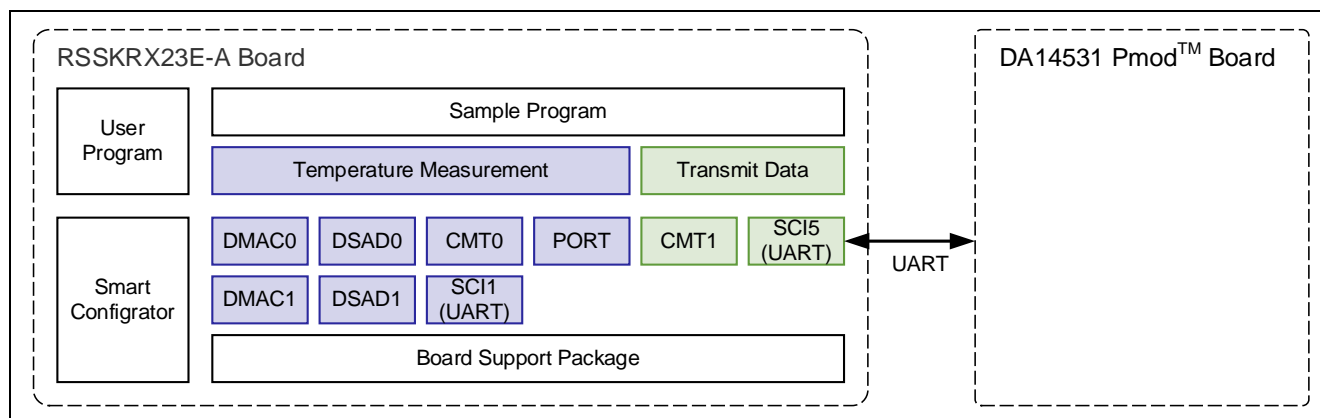 RSSKRX23E-A Board
DA14531 Pmod™ Board
User
Program
Sample Program
Temperature Measurement
Transmit Data
Smart
Configrator
DMAC0
DSAD0
CMT0
PORT
CMT1
SCI5
(UART)
UART
DMAC1
DSAD1
SCI1
(UART)
Board Support Package